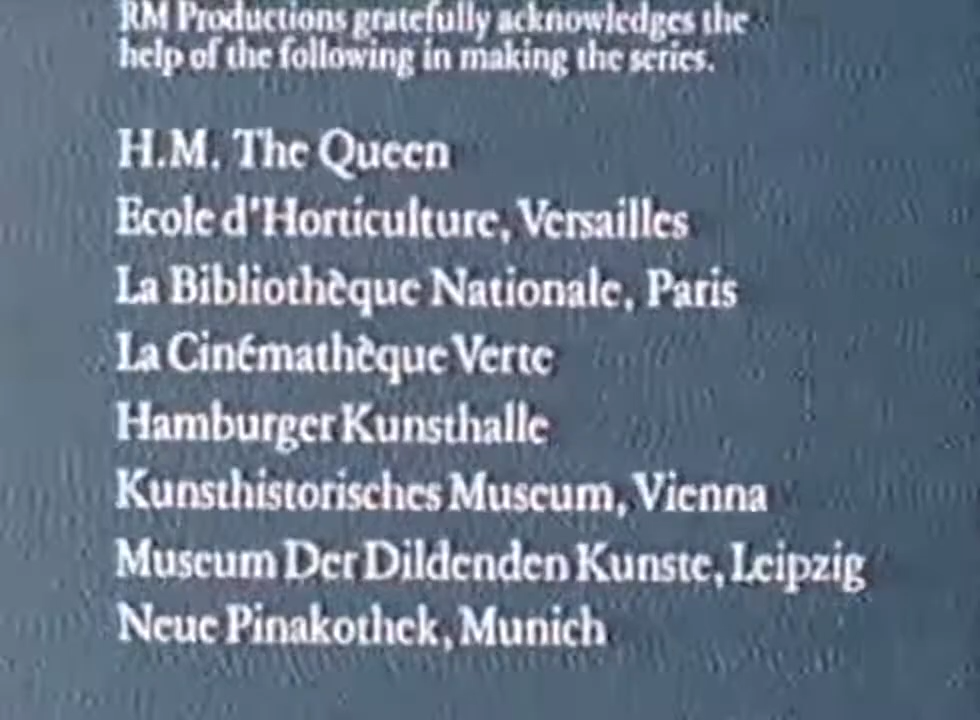 RM Productions gratefully acknowledges the
help of the following in making the series.
H.M. The Queen
Ecole d'Horticulture, Versailles
La Bibliothèque Nationale, Paris
La Cinémathèque Verte
Hamburger Kunsthalle
Kunsthistorisches Museum, Vienna
Museum Der Dildenden Kunste, Leipzig
Neue Pinakothek, Munich